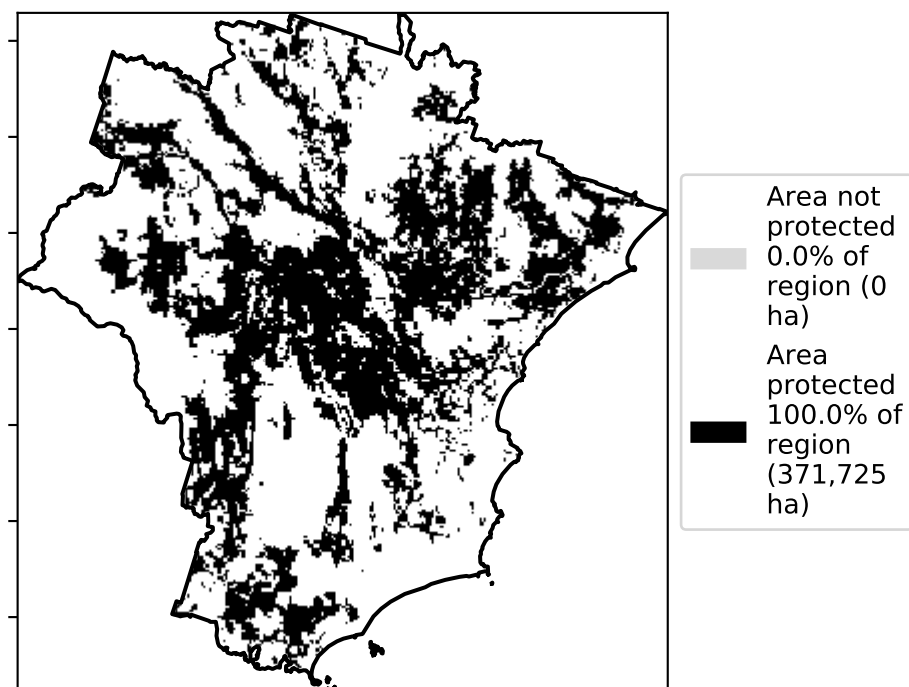 Area not
protected
0.0% of
region (0
ha)
Area
protected
100.0% of
region
(371,725
ha)